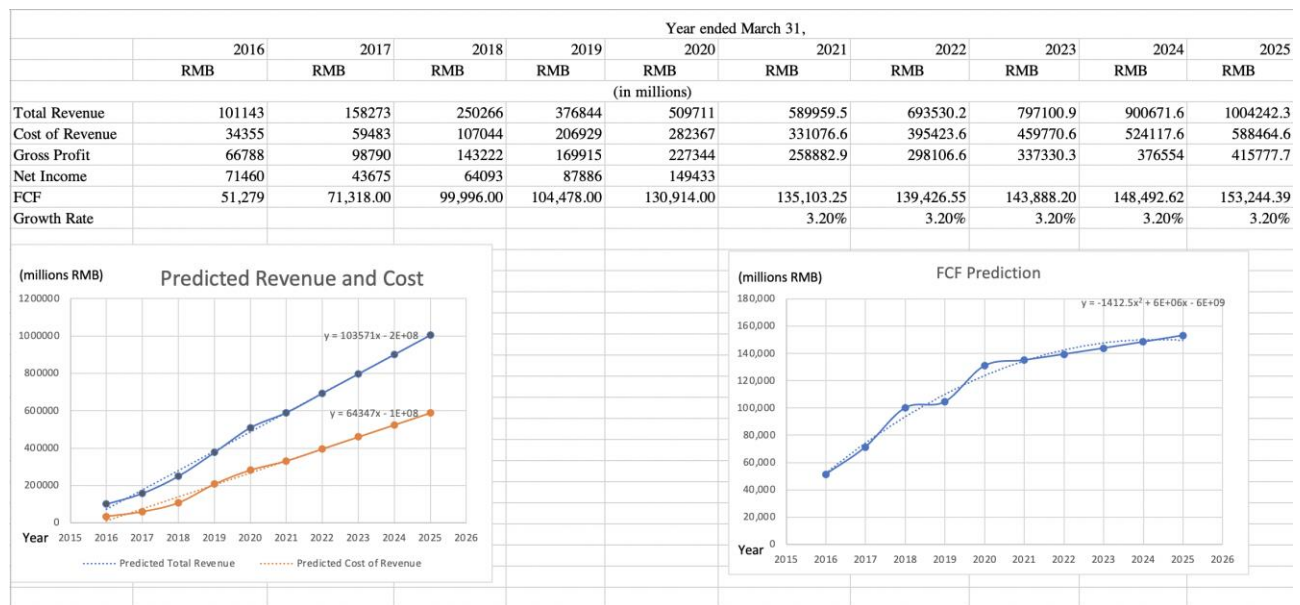 Year ended March 31,
2016 2017 2018 2019 2020 2021 2022 2023 2024 2025
RMB RMB RMB RMB RMB RMB RMB RMB RMB RMB
(in millions)
Total Revenue 101143 158273 250266 376844 509711 589959.5 693530.2 797100.9 900671.6 1004242.3
Cost of Revenue 34355 59483 107044 206929 282367 331076.6 395423.6 459770.6 524117.6 588464.6
Gross Profit 66788 98790 143222 169915 227344 258882.9 298106.6 337330.3 376554 415777.7
Net Income 71460 43675 64093 87886 149433
FCF 51,279 71,318.00 99,996.00 104,478.00 130,914.00 135,103.25 139,426.55 143,888.20 148,492.62 153,244.39
Growth Rate 3.20% 3.20% 3.20% 3.20% 3.20%
(millions RMB)
Predicted Revenue and Cost
1200000
1000000
800000
600000
400000
200000
0
y = 103571x - 2E+08
y = 64347x - 1E+08
Year 2015 2016 2017 2018 2019 2020 2021 2022 2023 2024 2025 2026
Predicted Total Revenue Predicted Cost of Revenue
(millions RMB)
FCF Prediction
180,000
160,000
140,000
120,000
100,000
80,000
60,000
40,000
20,000
0
y = -1412.5x² + 6E+06x - 6E+09
Year
2015 2016 2017 2018 2019 2020 2021 2022 2023 2024 2025 2026